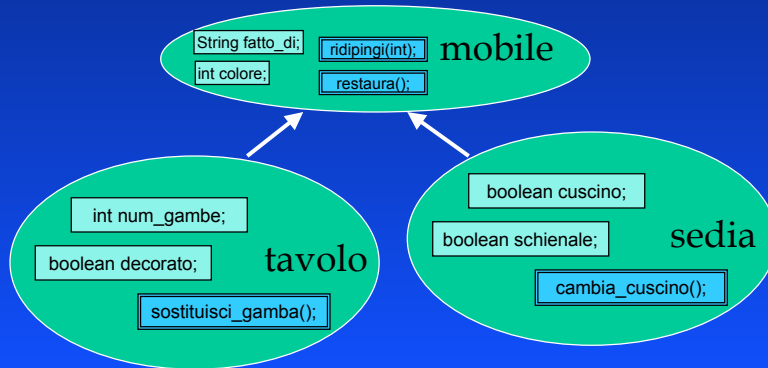 String fatto_di;
int colore;
ridipingi(int);
restaura();
mobile
int num_gambe;
boolean decorato;
sostituisci_gamba();
tavolo
boolean cuscino;
boolean schienale;
cambia_cuscino();
sedia